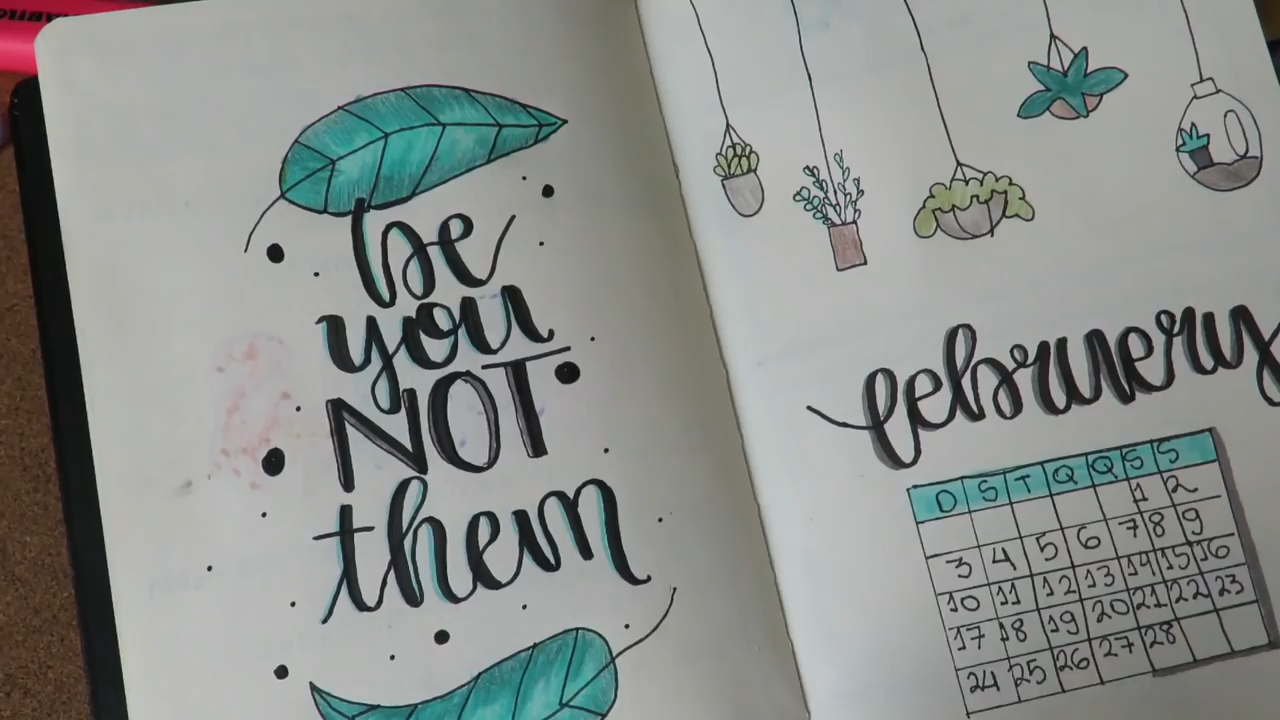 be
you
NOT
them
februery
D S T Q Q S S
1 2
3 4 5 6 7 8 9
10 11 12 13 14 15 16
17 18 19 20 21 22 23
24 25 26 27 28